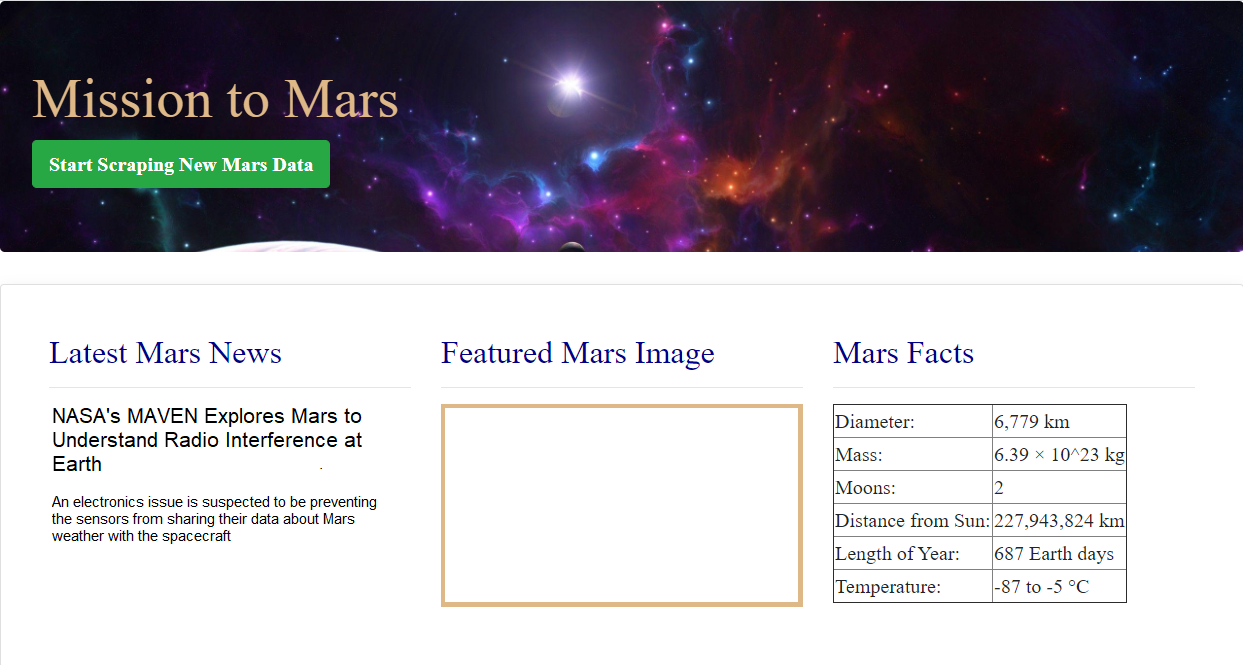 Mission to Mars
Start Scraping New Mars Data
Latest Mars News
NASA's MAVEN Explores Mars to
Understand Radio Interference at
Earth
An electronics issue is suspected to be preventing
the sensors from sharing their data about Mars
weather with the spacecraft
Featured Mars Image
Mars Facts
Diameter: 6,779 km
Mass: 6.39 × 10^23 kg
Moons: 2
Distance from Sun: 227,943,824 km
Length of Year: 687 Earth days
Temperature: -87 to -5 °C